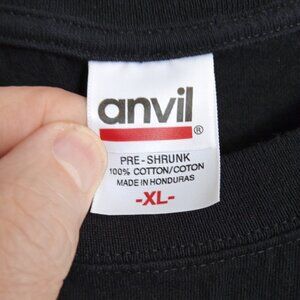 anvil®
PRE-SHRUNK
100% COTTON/COTON
MADE IN HONDURAS
-XL-